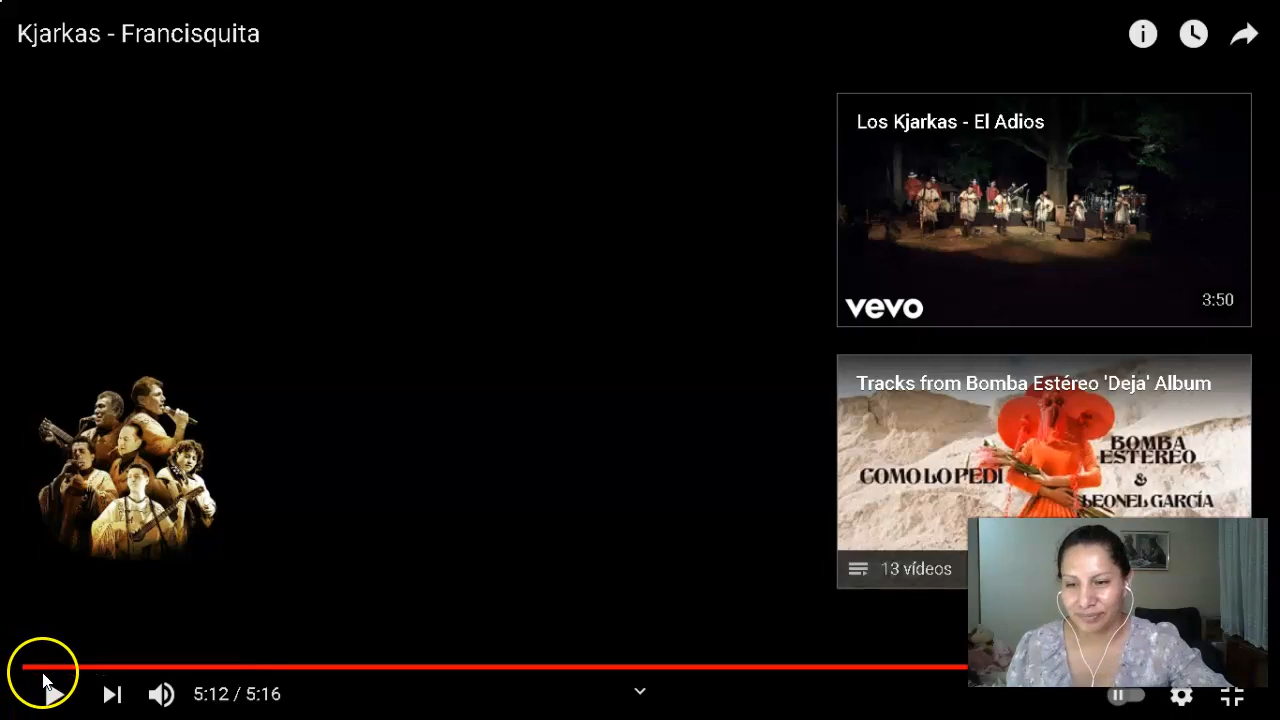 Kjarkas - Francisquita
Los Kjarkas - El Adios
vevo
3:50
Tracks from Bomba Estéreo 'Deja' Album
COMO LO PEDI
BOMBA
ESTEREO
&
LEONEL GARCÍA
13 vídeos
5:12 / 5:16